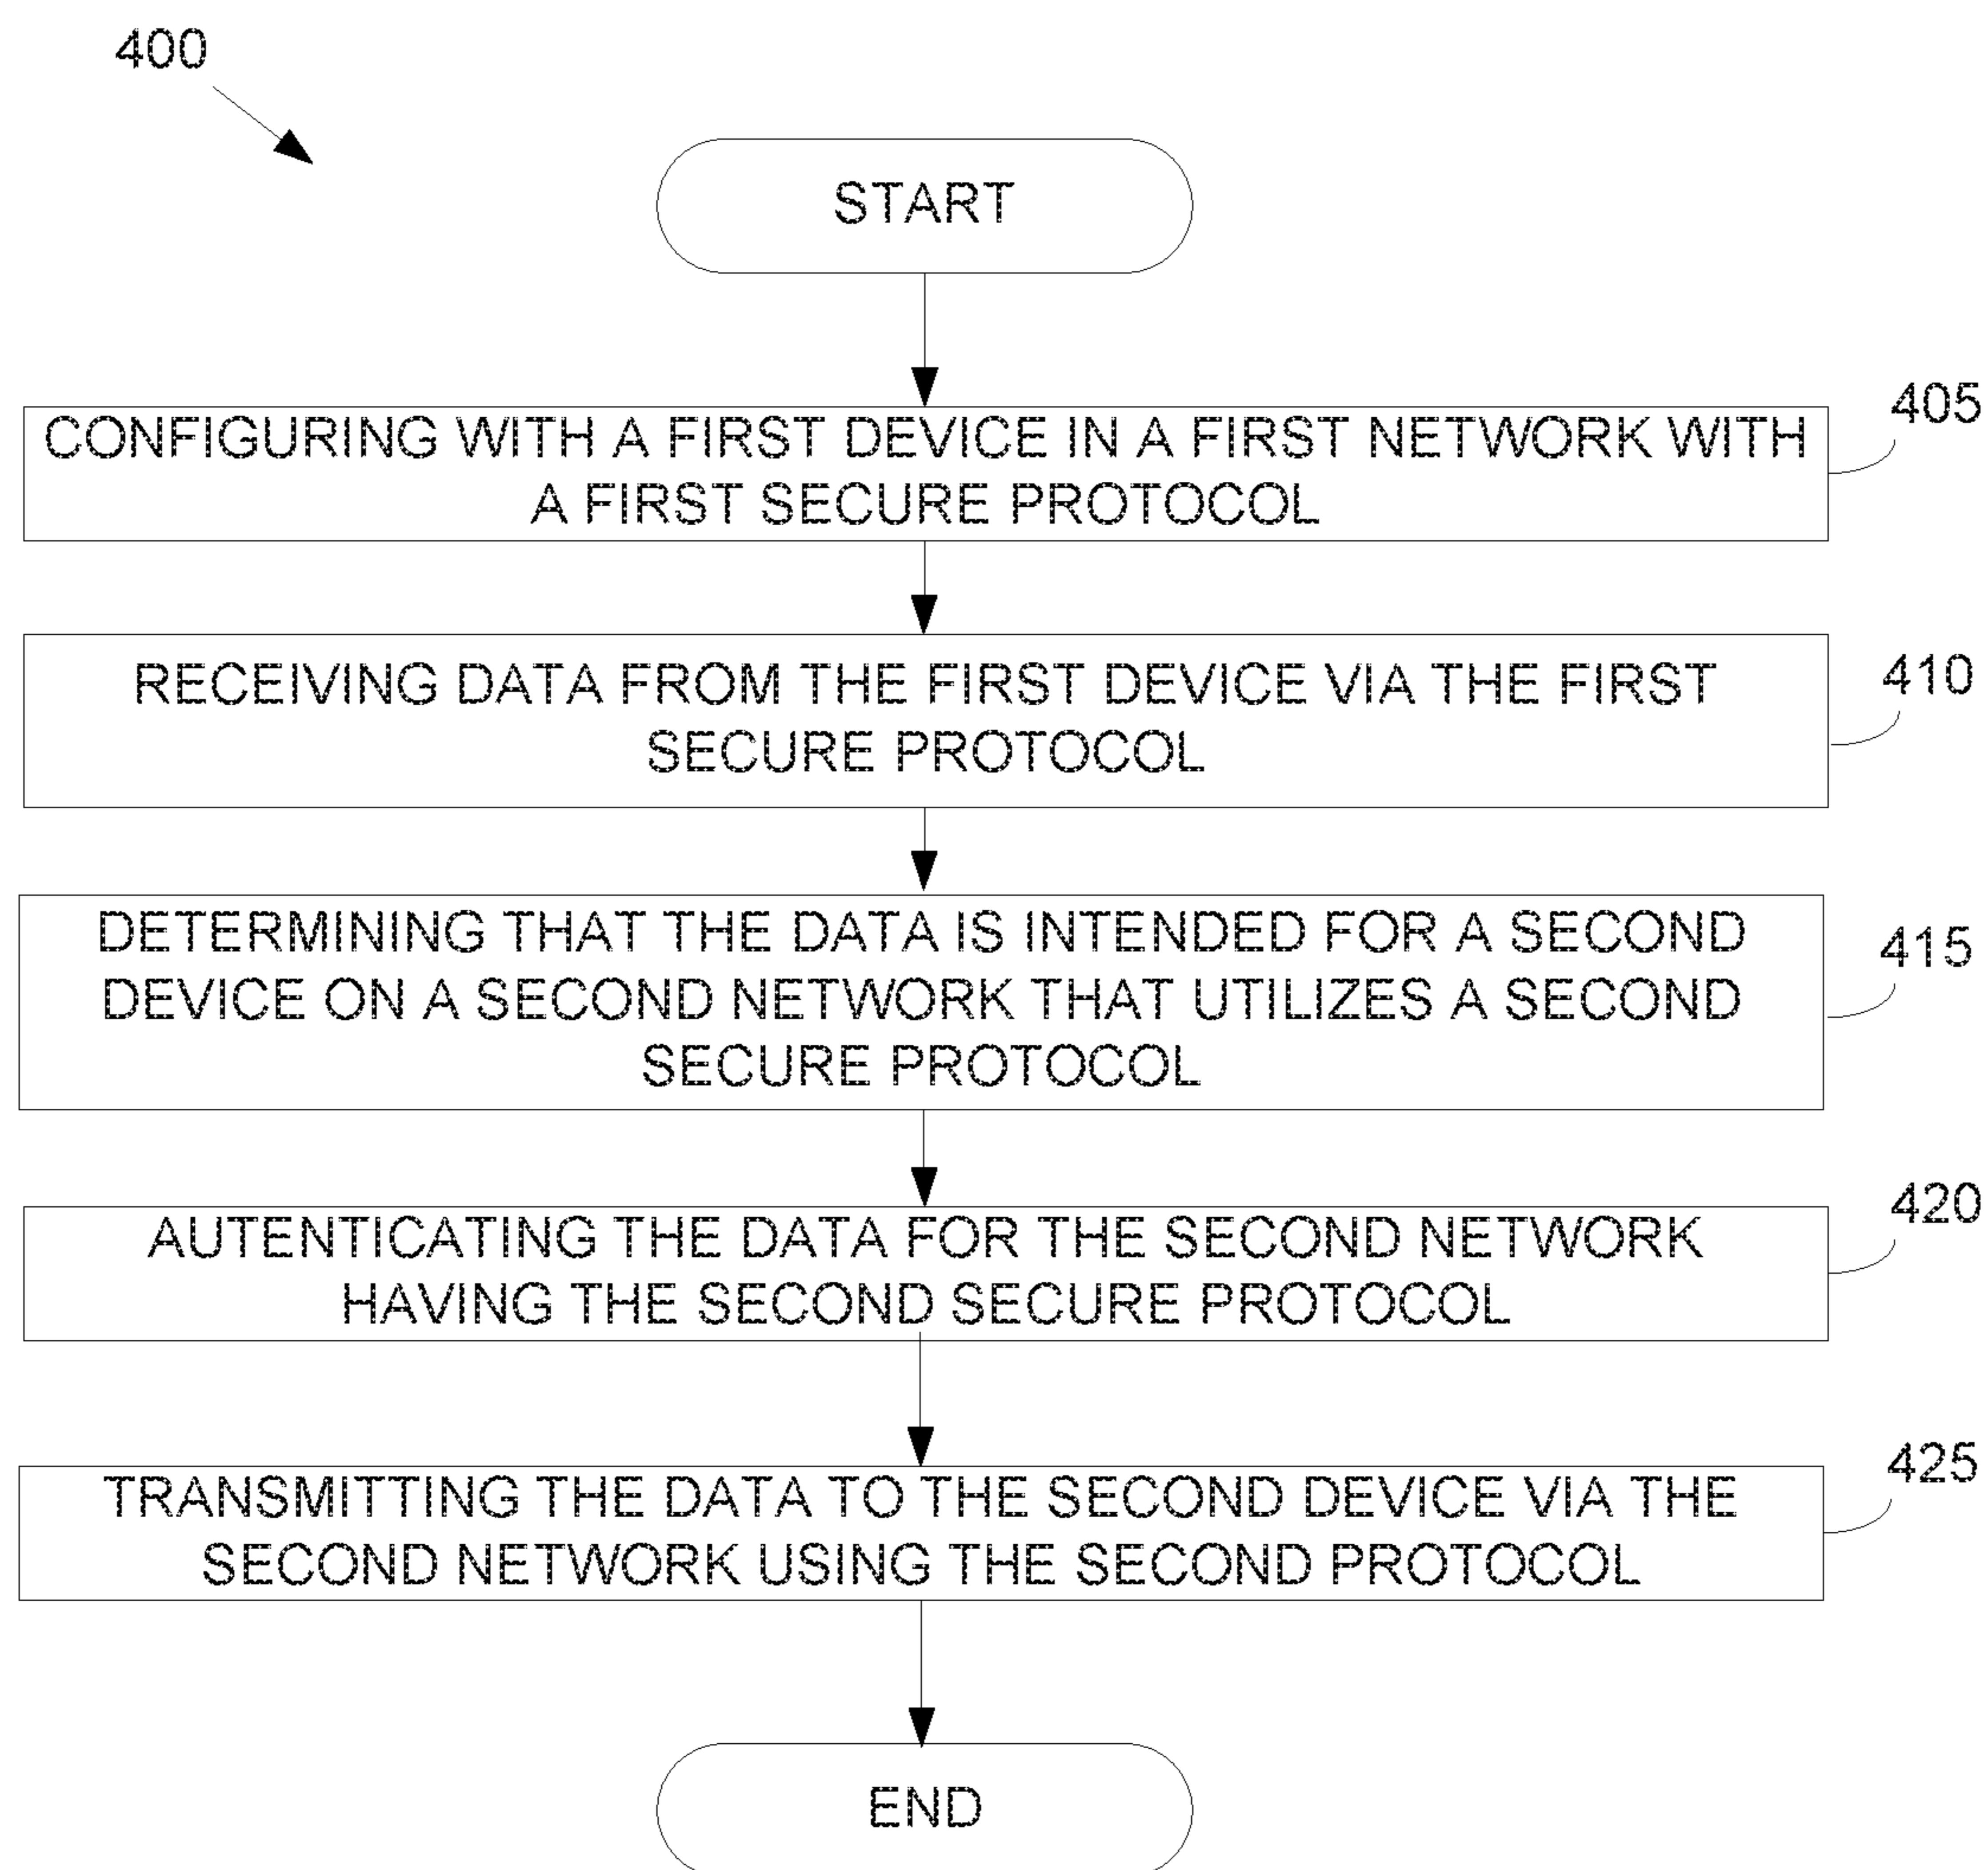 400
START
CONFIGURING WITH A FIRST DEVICE IN A FIRST NETWORK WITH
A FIRST SECURE PROTOCOL
405
RECEIVING DATA FROM THE FIRST DEVICE VIA THE FIRST
SECURE PROTOCOL
410
DETERMINING THAT THE DATA IS INTENDED FOR A SECOND
DEVICE ON A SECOND NETWORK THAT UTILIZES A SECOND
SECURE PROTOCOL
415
AUTENTICATING THE DATA FOR THE SECOND NETWORK
HAVING THE SECOND SECURE PROTOCOL
420
TRANSMITTING THE DATA TO THE SECOND DEVICE VIA THE
SECOND NETWORK USING THE SECOND PROTOCOL
425
END